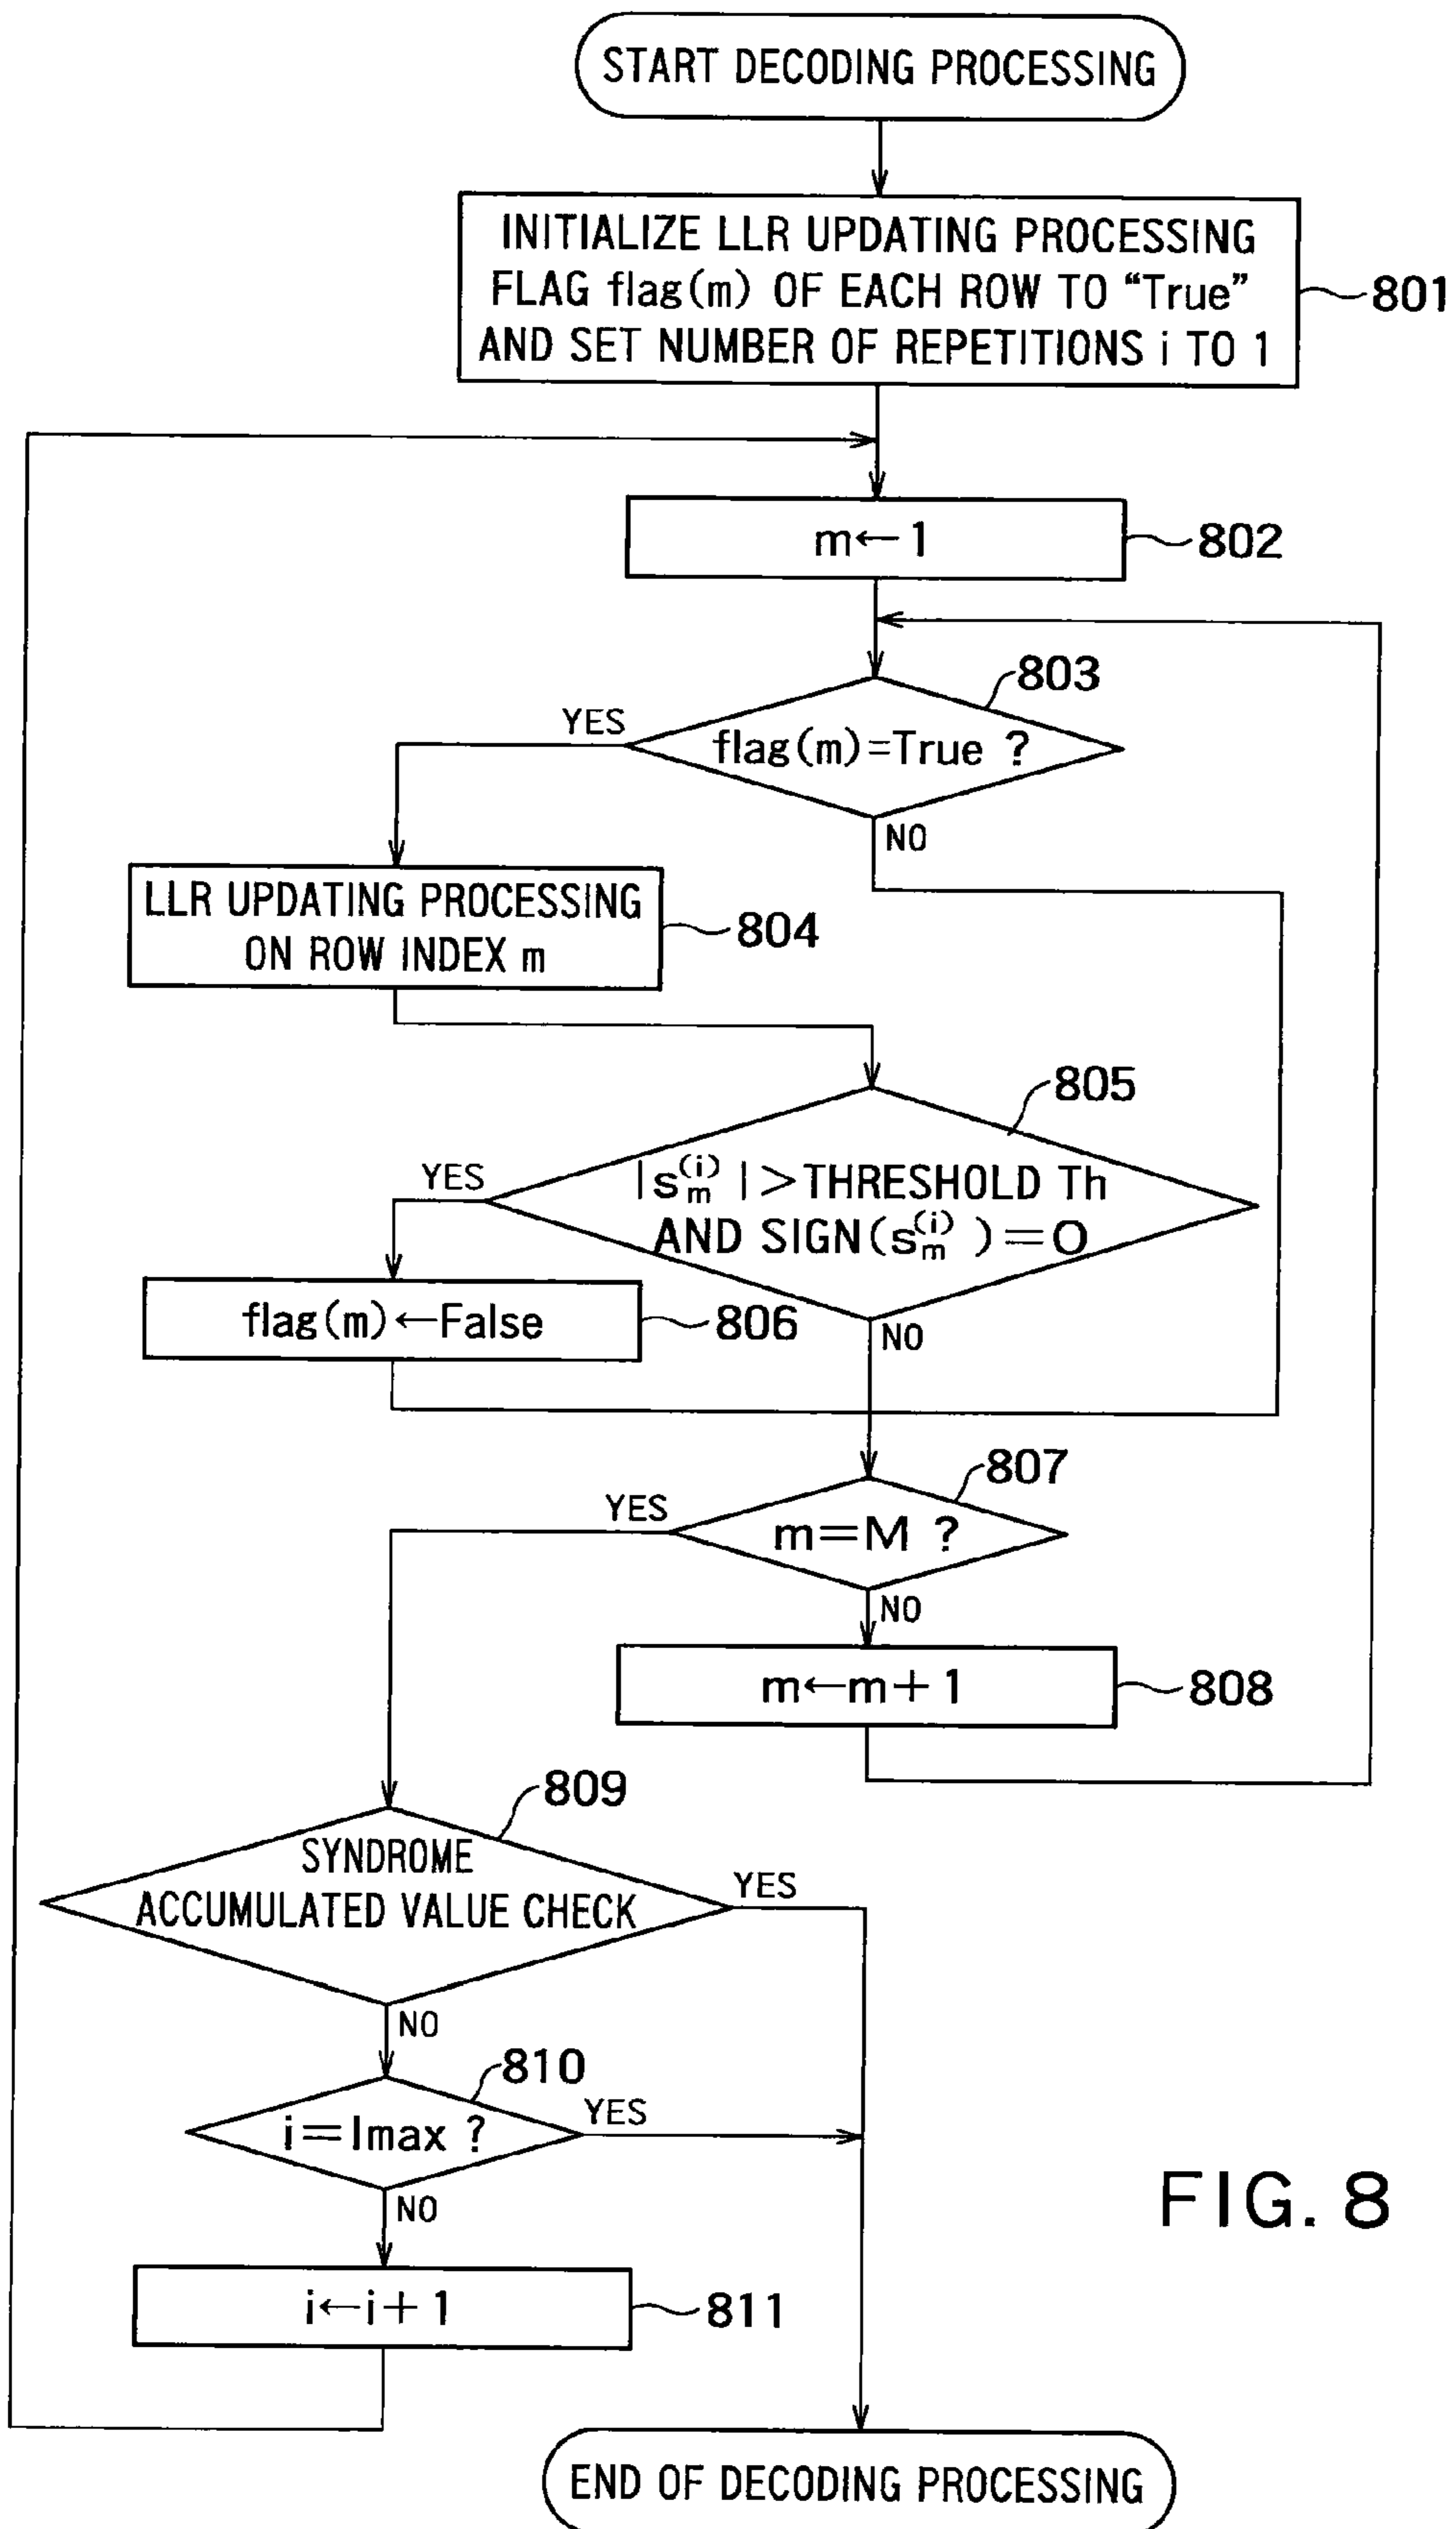 START DECODING PROCESSING
INITIALIZE LLR UPDATING PROCESSING
FLAG flag(m) OF EACH ROW TO “True”
AND SET NUMBER OF REPETITIONS i TO 1
801
m←1
802
803
YES
flag(m)=True ?
NO
LLR UPDATING PROCESSING
ON ROW INDEX m
804
805
YES
|s_m^(i)|>THRESHOLD Th
AND SIGN(s_m^(i))=0
flag(m)←False
806
NO
807
YES
m=M ?
NO
m←m+1
808
809
SYNDROME
ACCUMULATED VALUE CHECK
YES
NO
810
i=Imax ?
YES
NO
i←i+1
811
FIG. 8
END OF DECODING PROCESSING